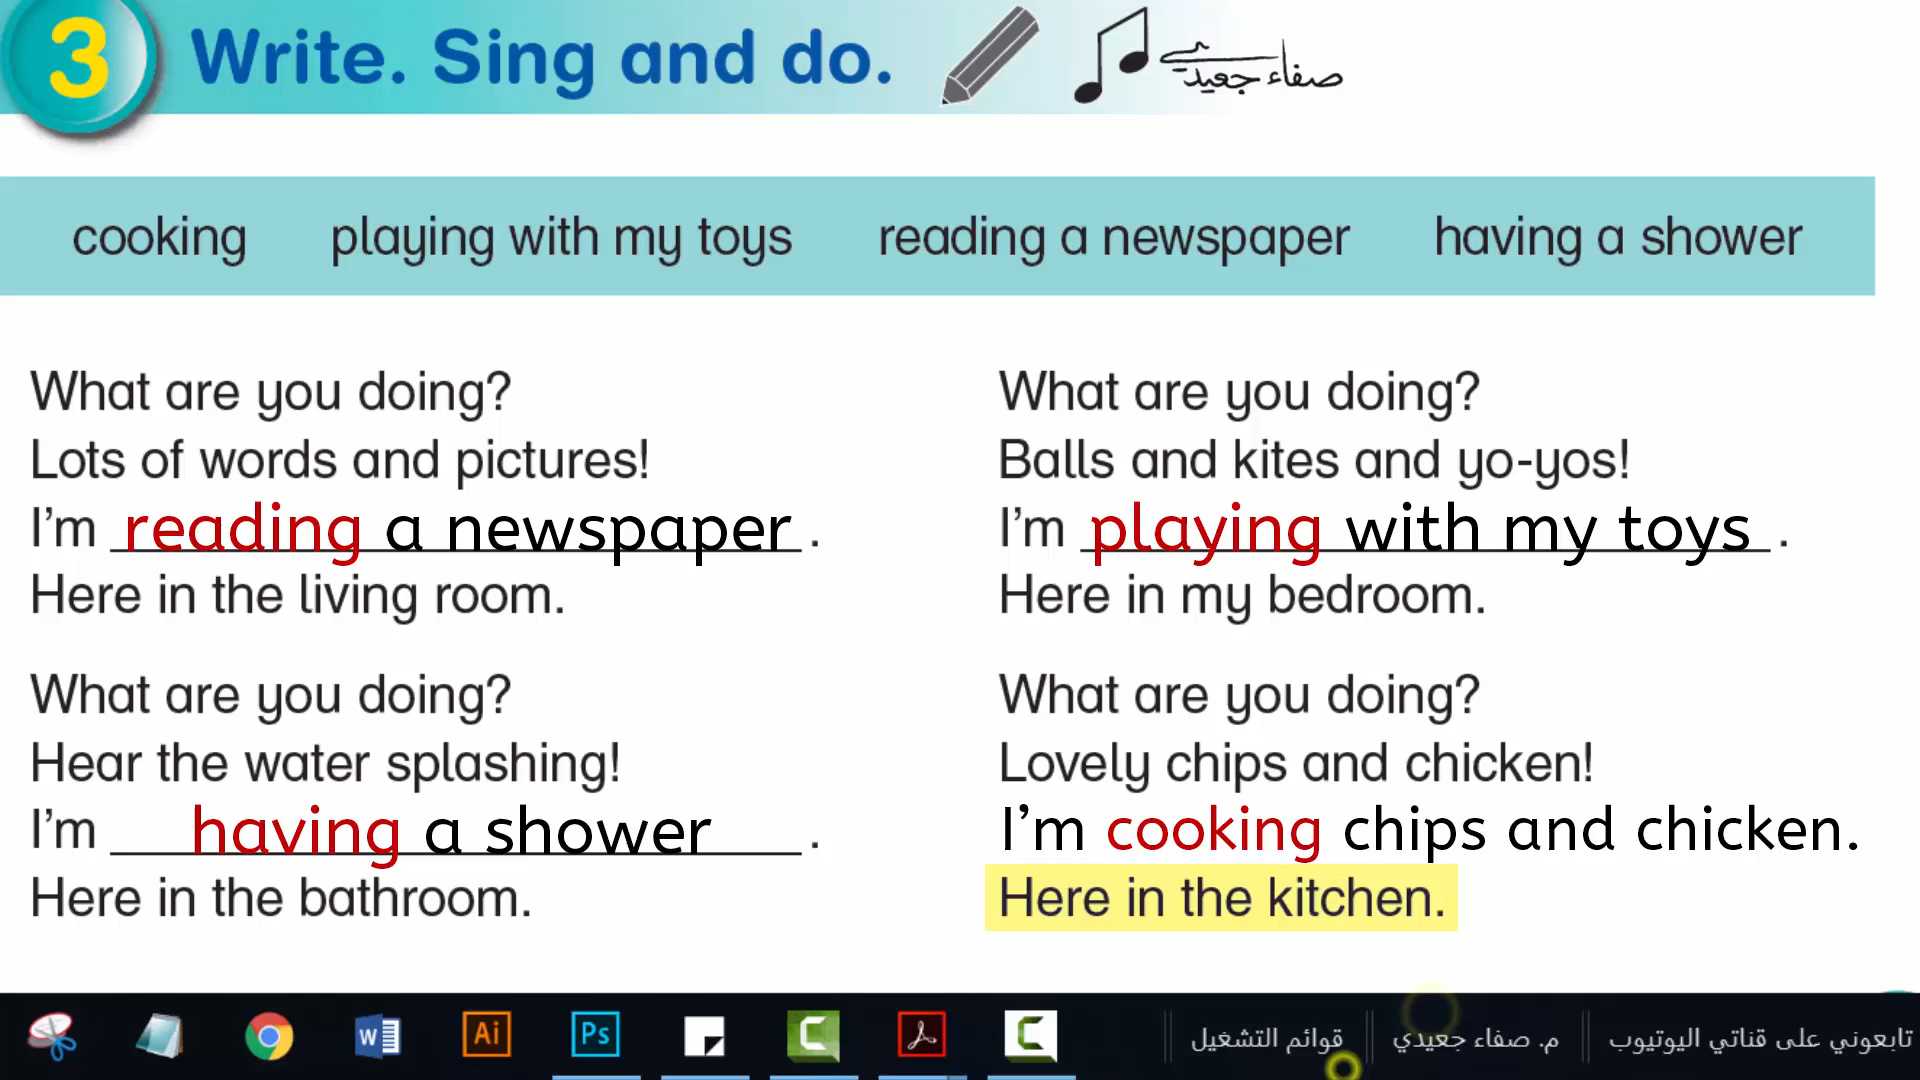 3 Write. Sing and do.
صفاء جعيدي
cooking playing with my toys reading a newspaper having a shower
What are you doing?
Lots of words and pictures!
I'm reading a newspaper.
Here in the living room.
What are you doing?
Balls and kites and yo-yos!
I'm playing with my toys.
Here in my bedroom.
What are you doing?
Hear the water splashing!
I'm having a shower.
Here in the bathroom.
What are you doing?
Lovely chips and chicken!
I'm cooking chips and chicken.
Here in the kitchen.
W Ai Ps C C
تابعوني على قناتي اليوتيوب م. صفاء جعيدي قوائم التشغيل